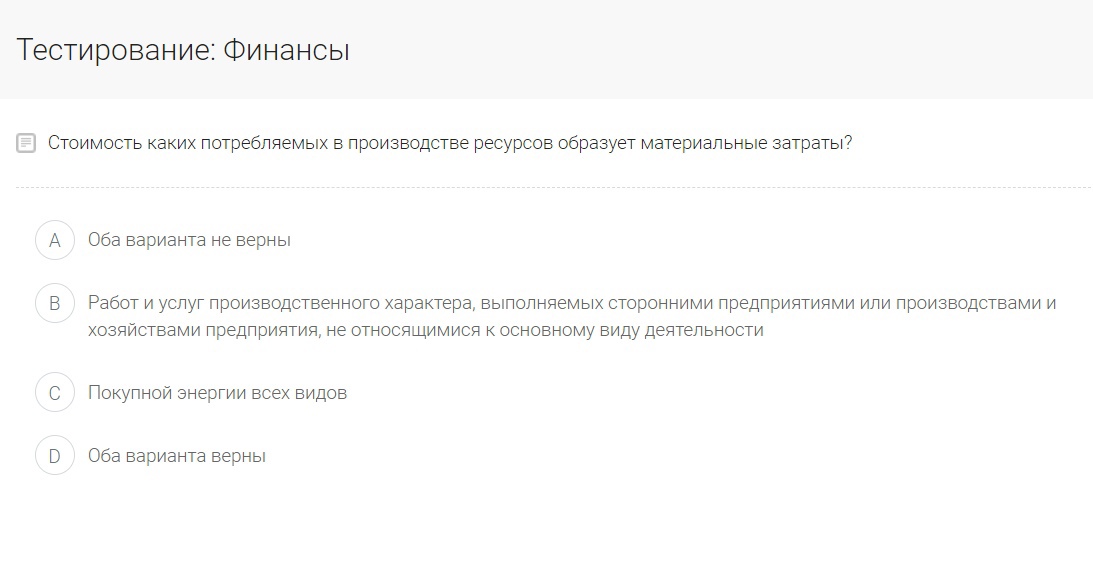 Тестирование: Финансы
Стоимость каких потребляемых в производстве ресурсов образует материальные затраты?
A Оба варианта не верны
B Работ и услуг производственного характера, выполняемых сторонними предприятиями или производствами и
хозяйствами предприятия, не относящимися к основному виду деятельности
C Покупной энергии всех видов
D Оба варианта верны